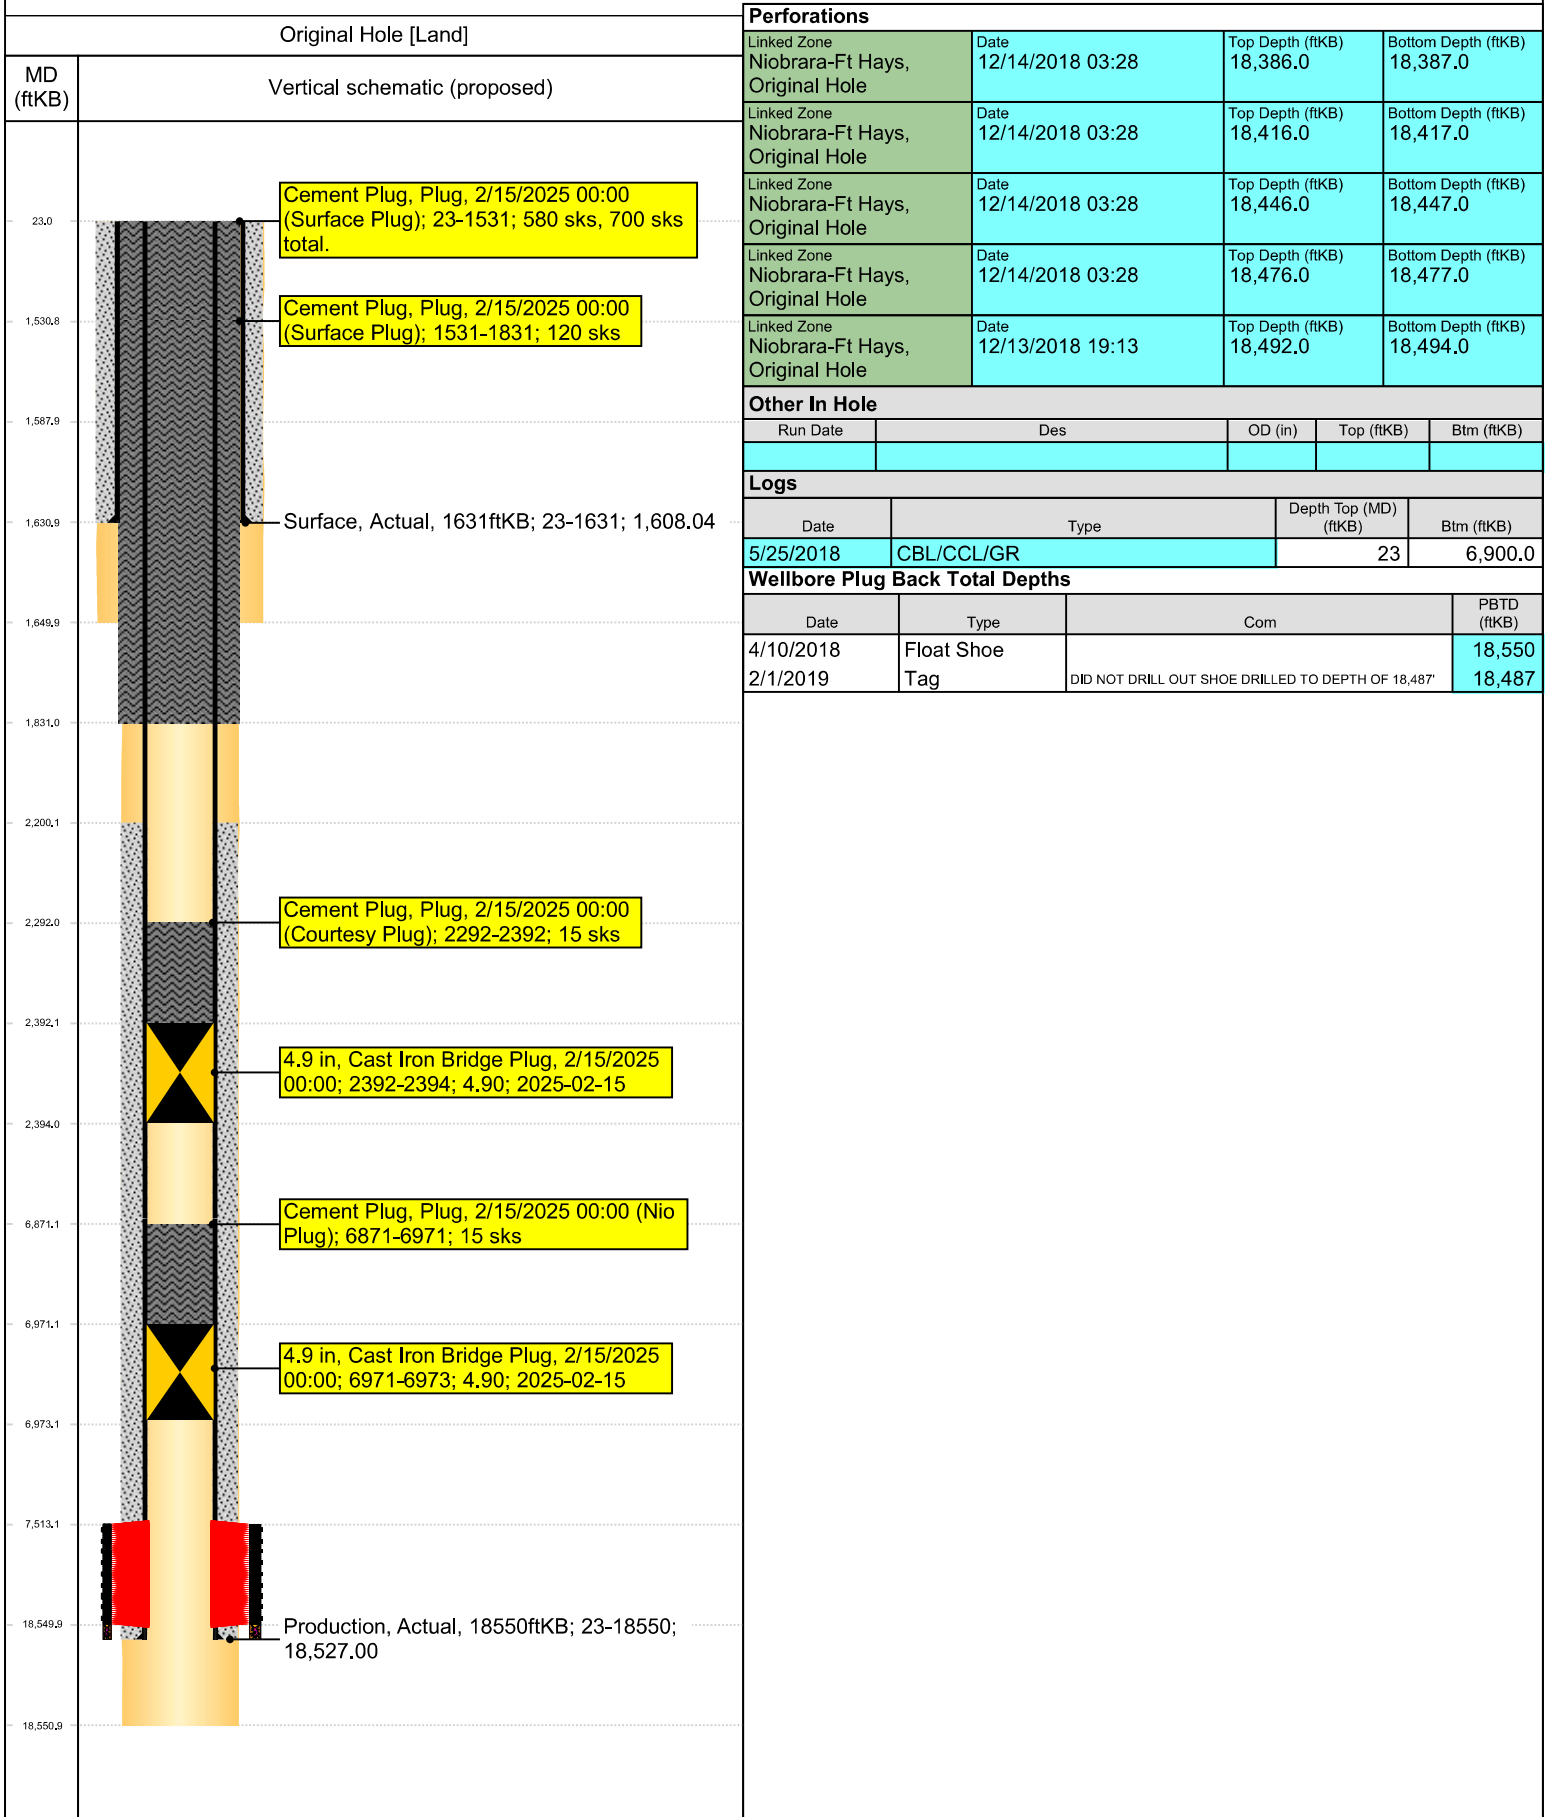 Original Hole [Land]
MD
(ftKB)
Vertical schematic (proposed)
23.0
Cement Plug, Plug, 2/15/2025 00:00
(Surface Plug); 23-1531; 580 sks, 700 sks
total.
1,530.8
Cement Plug, Plug, 2/15/2025 00:00
(Surface Plug); 1531-1831; 120 sks
1,587.9
1,630.9
Surface, Actual, 1631ftKB; 23-1631; 1,608.04
1,649.9
1,831.0
2,200.1
2,292.0
Cement Plug, Plug, 2/15/2025 00:00
(Courtesy Plug); 2292-2392; 15 sks
2,392.1
4.9 in, Cast Iron Bridge Plug, 2/15/2025
00:00; 2392-2394; 4.90; 2025-02-15
2,394.0
6,871.1
Cement Plug, Plug, 2/15/2025 00:00 (Nio
Plug); 6871-6971; 15 sks
6,971.1
4.9 in, Cast Iron Bridge Plug, 2/15/2025
00:00; 6971-6973; 4.90; 2025-02-15
6,973.1
7,513.1
18,549.9
Production, Actual, 18550ftKB; 23-18550;
18,527.00
18,550.9
Perforations
Linked Zone Date Top Depth (ftKB) Bottom Depth (ftKB)
Niobrara-Ft Hays, 12/14/2018 03:28 18,386.0 18,387.0
Original Hole
Linked Zone Date Top Depth (ftKB) Bottom Depth (ftKB)
Niobrara-Ft Hays, 12/14/2018 03:28 18,416.0 18,417.0
Original Hole
Linked Zone Date Top Depth (ftKB) Bottom Depth (ftKB)
Niobrara-Ft Hays, 12/14/2018 03:28 18,446.0 18,447.0
Original Hole
Linked Zone Date Top Depth (ftKB) Bottom Depth (ftKB)
Niobrara-Ft Hays, 12/14/2018 03:28 18,476.0 18,477.0
Original Hole
Linked Zone Date Top Depth (ftKB) Bottom Depth (ftKB)
Niobrara-Ft Hays, 12/13/2018 19:13 18,492.0 18,494.0
Original Hole
Other In Hole
Run Date Des OD (in) Top (ftKB) Btm (ftKB)
Logs
Date Type Depth Top (MD) (ftKB) Btm (ftKB)
5/25/2018 CBL/CCL/GR 23 6,900.0
Wellbore Plug Back Total Depths
Date Type Com PBTD (ftKB)
4/10/2018 Float Shoe 18,550
2/1/2019 Tag DID NOT DRILL OUT SHOE DRILLED TO DEPTH OF 18,487' 18,487